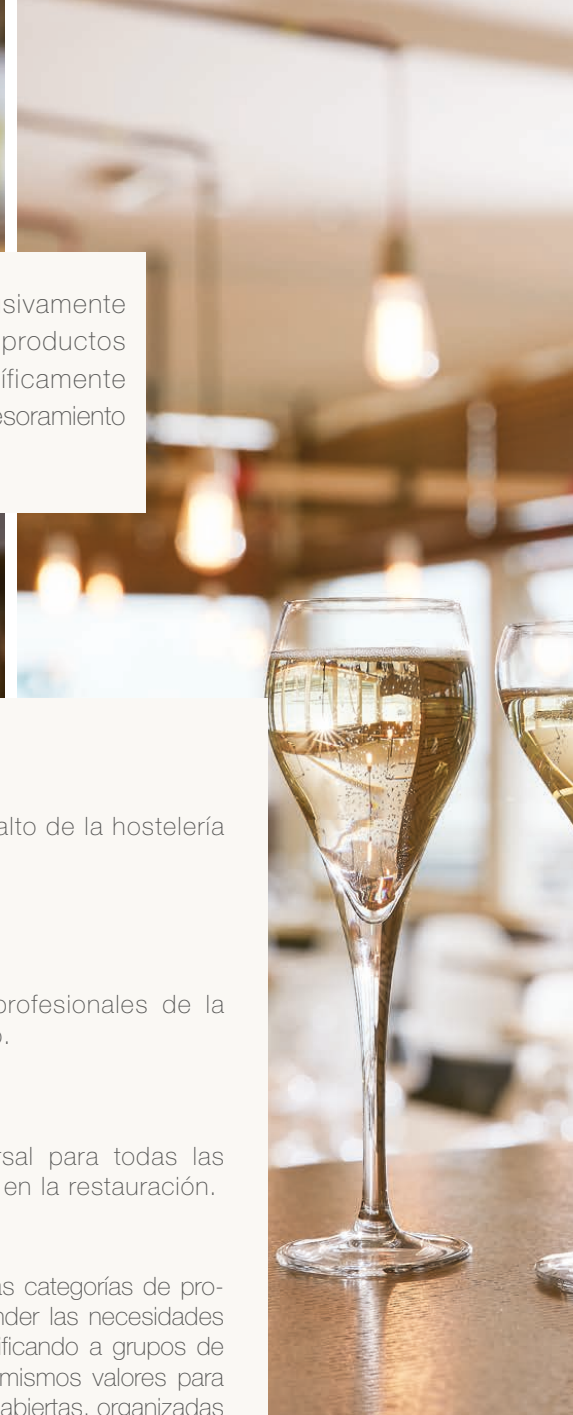 sivamente
productos
íficamente
esoramiento
alto de la hostelería
profesionales de la
o.
rsal para todas las
en la restauración.
as categorías de pro-
nder las necesidades
ificando a grupos de
mismos valores para
abiertas, organizadas